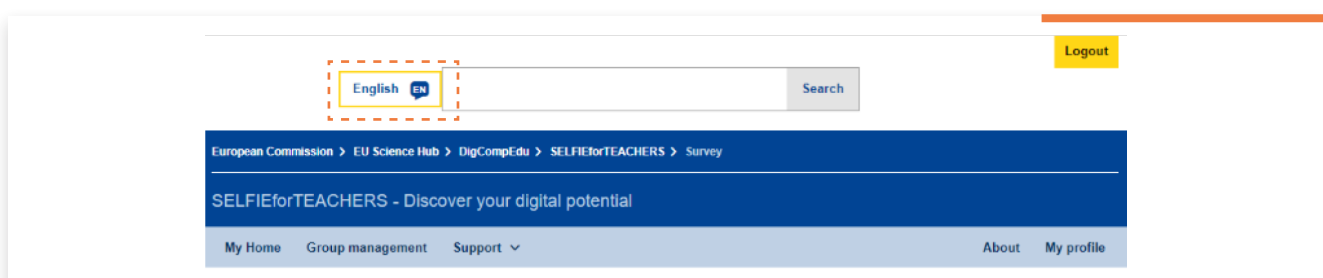 Logout
English EN Search
European Commission > EU Science Hub > DigCompEdu > SELFIEforTEACHERS > Survey
SELFIEforTEACHERS - Discover your digital potential
My Home Group management Support About My profile